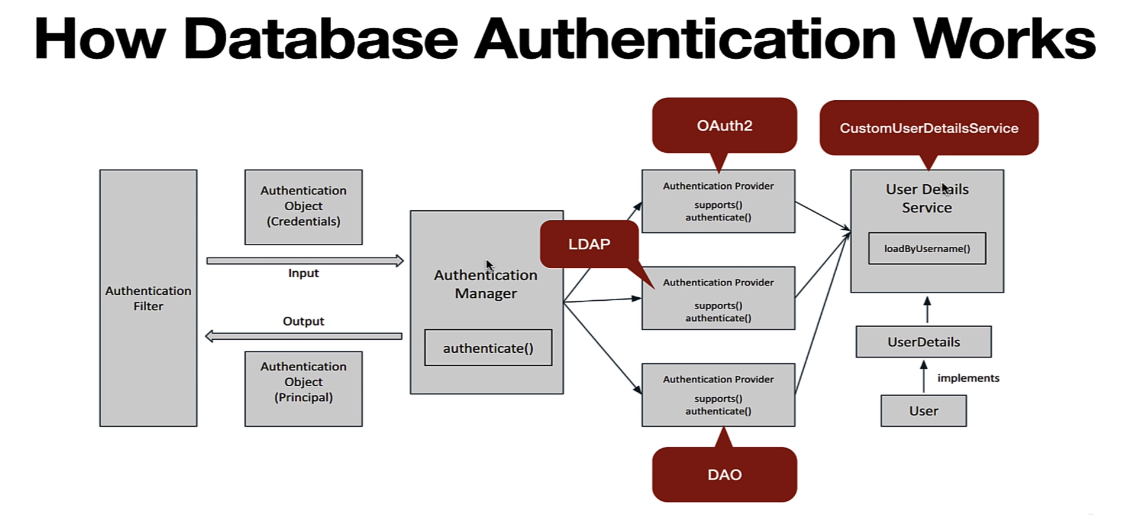 How Database Authentication Works
OAuth2
CustomUserDetailsService
Authentication
Object
(Credentials)
Input
Authentication
Filter
Output
Authentication
Object
(Principal)
Authentication
Manager
authenticate()
LDAP
Authentication Provider
supports()
authenticate()
Authentication Provider
supports()
authenticate()
Authentication Provider
supports()
authenticate()
DAO
User Details
Service
loadByUsername()
UserDetails
implements
User